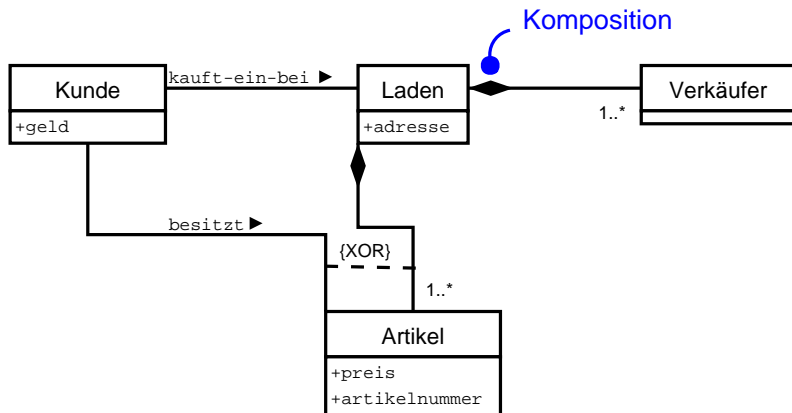 Komposition
kauft-ein-bei ▶
Kunde
Laden
Verkäufer
+geld
+adresse
1..*
besitzt ▶
{XOR}
1..*
Artikel
+preis
+artikelnummer